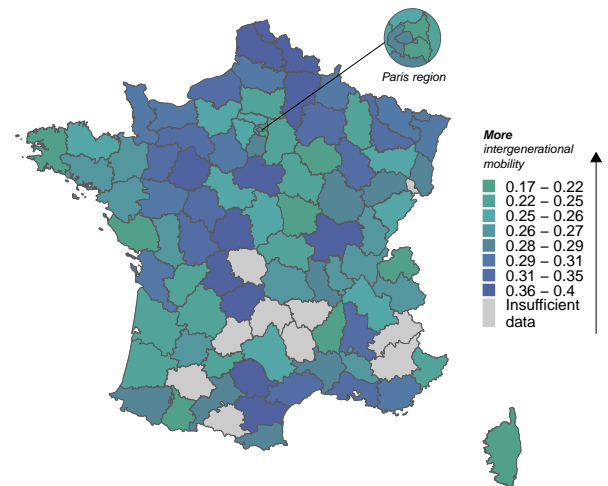 Paris region
More
intergenerational
mobility
0.17 – 0.22
0.22 – 0.25
0.25 – 0.26
0.26 – 0.27
0.28 – 0.29
0.29 – 0.31
0.31 – 0.35
0.36 – 0.4
Insufficient
data